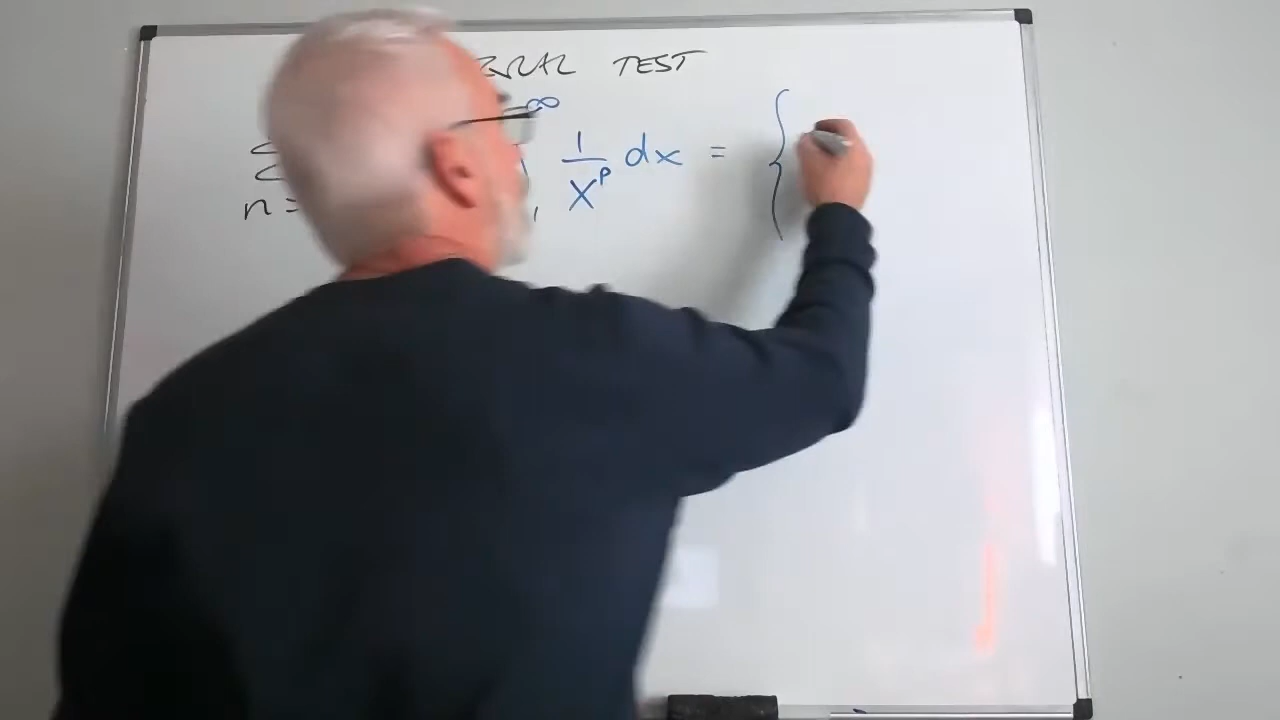 TEST
∞
1/x^p dx = {
n =